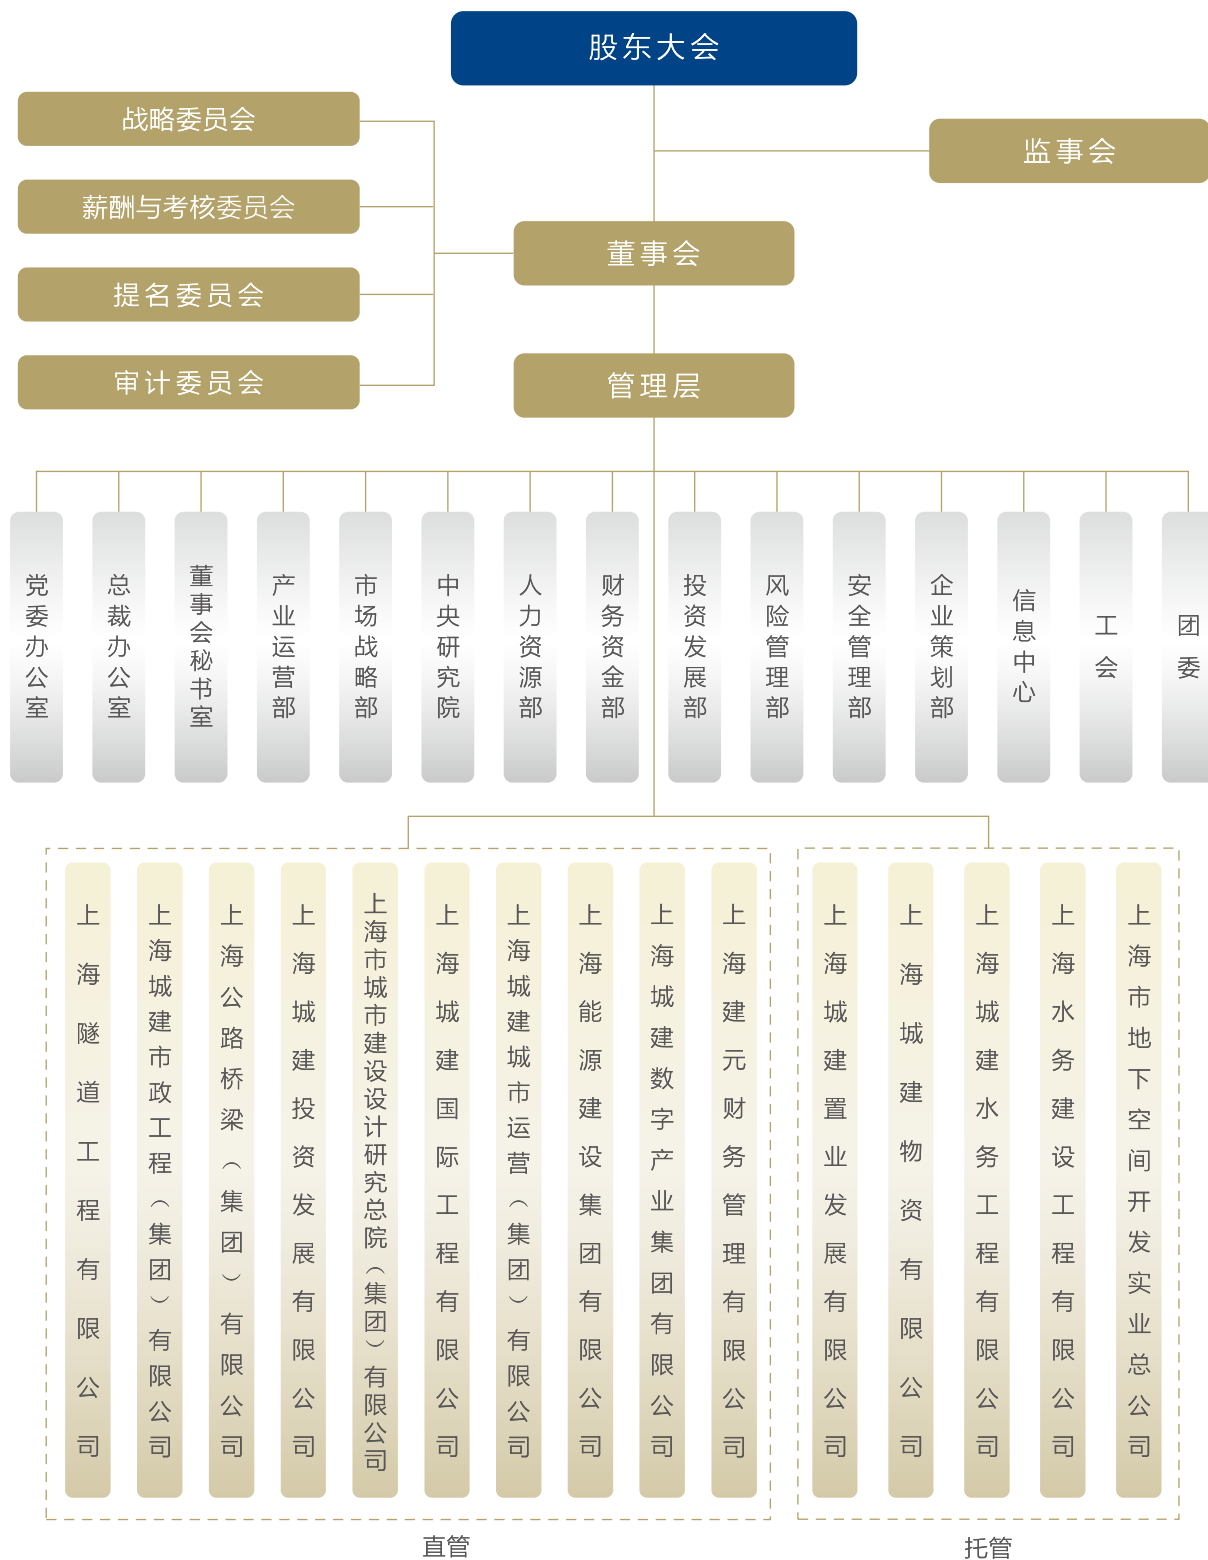 股东大会
战略委员会
监事会
薪酬与考核委员会
董事会
提名委员会
审计委员会
管理层
党委办公室
总裁办公室
董事会秘书室
产业运营部
市场战略部
中央研究院
人力资源部
财务资金部
投资发展部
风险管理部
安全管理部
企业策划部
信息中心
工会
团委
上海隧道工程有限公司
上海城建市政工程（集团）有限公司
上海公路桥梁（集团）有限公司
上海城建投资发展有限公司
上海市城市建设设计研究总院（集团）有限公司
上海城建国际工程有限公司
上海城建城市运营（集团）有限公司
上海能源建设集团有限公司
上海城建数字产业集团有限公司
上海建元财务管理有限公司
上海城建置业发展有限公司
上海城建物资有限公司
上海城建水务工程有限公司
上海水务建设工程有限公司
上海市地下空间开发实业总公司
直管
托管